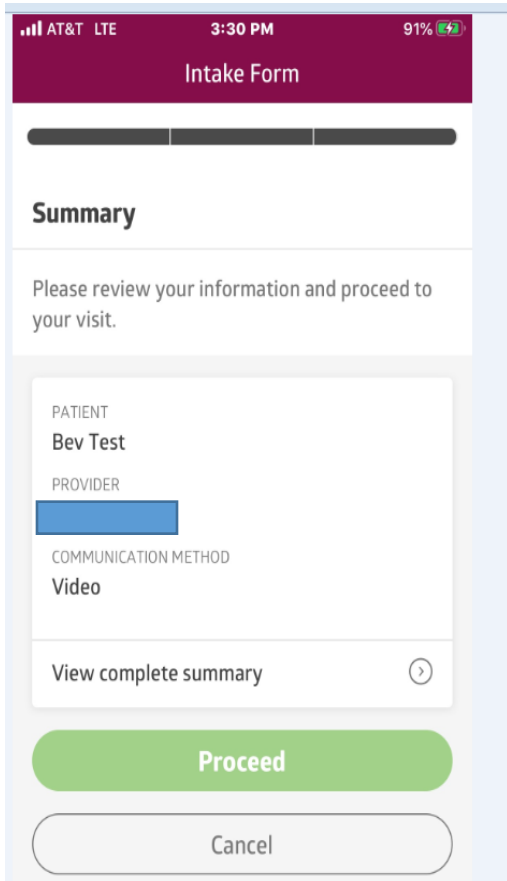 AT&T LTE 3:30 PM 91%
Intake Form
Summary
Please review your information and proceed to
your visit.
PATIENT
Bev Test
PROVIDER
COMMUNICATION METHOD
Video
View complete summary
Proceed
Cancel